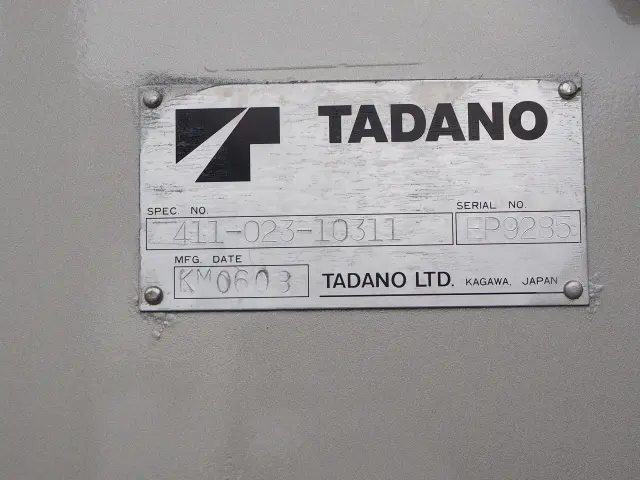 TADANO
SPEC. NO.
411-023-10311
SERIAL NO.
EP9285
MFG. DATE
KM0603
TADANO LTD. KAGAWA, JAPAN